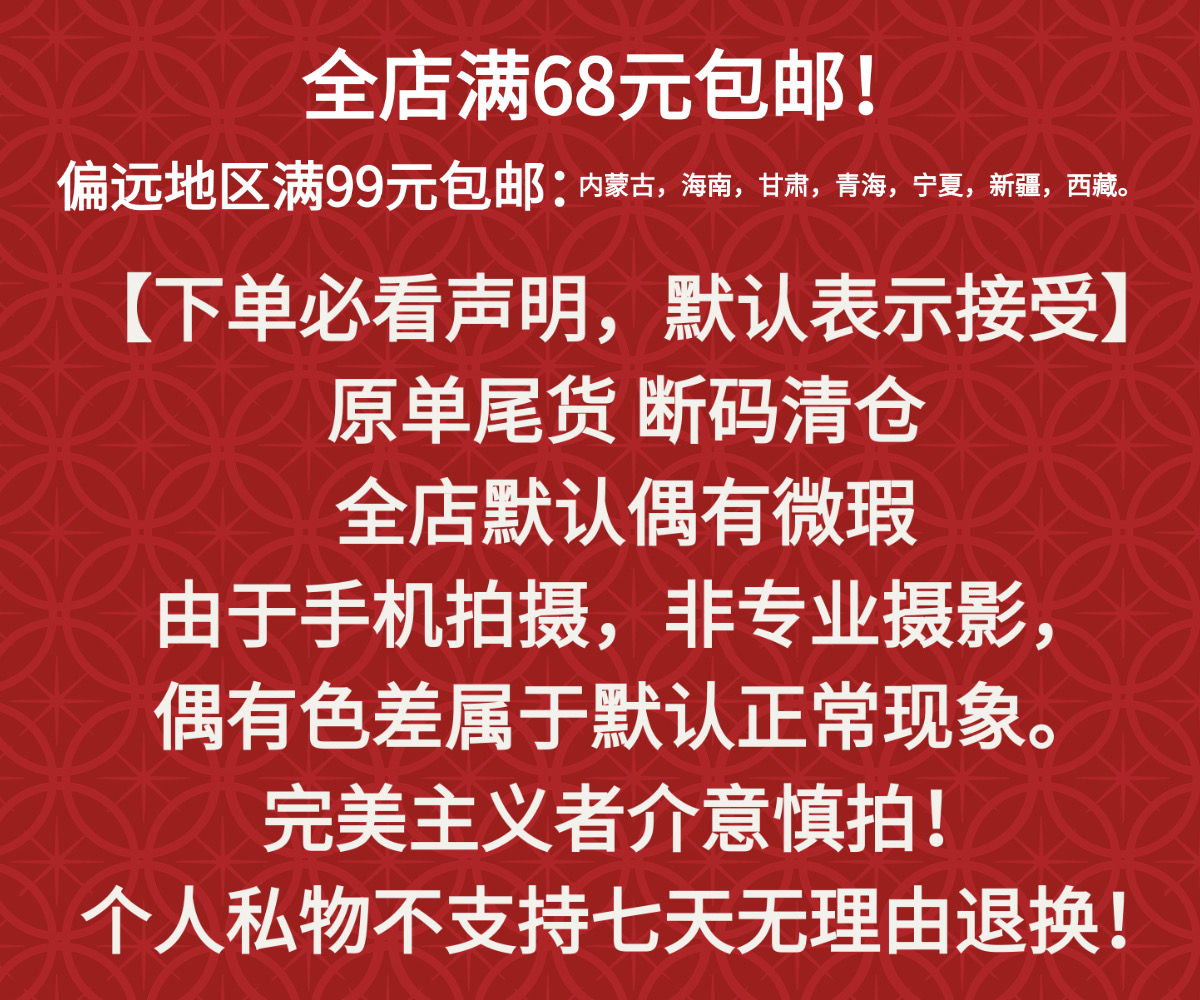 全店满68元包邮！
偏远地区满99元包邮：内蒙古，海南，甘肃，青海，宁夏，新疆，西藏。
【下单必看声明，默认表示接受】
原单尾货 断码清仓
全店默认偶有微瑕
由于手机拍摄，非专业摄影，
偶有色差属于默认正常现象。
完美主义者介意慎拍！
个人私物不支持七天无理由退换！